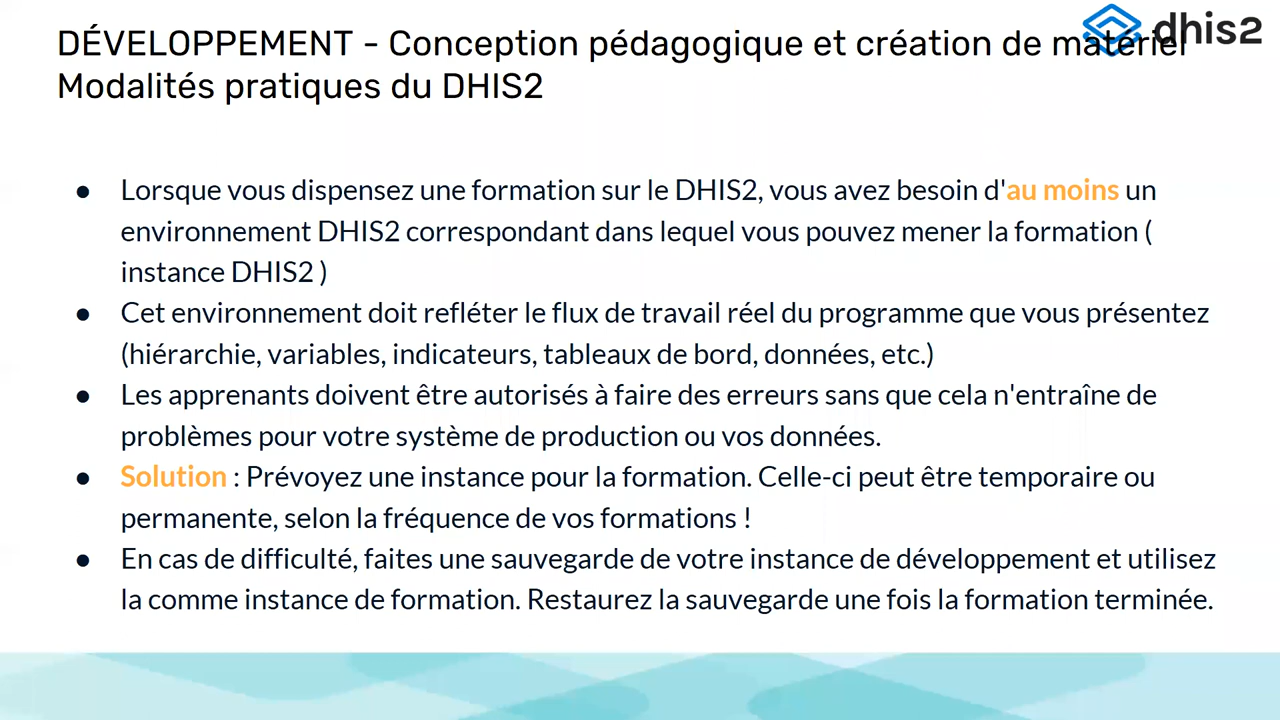 DÉVELOPPEMENT - Conception pédagogique et création de matériel
dhis2
Modalités pratiques du DHIS2
● Lorsque vous dispensez une formation sur le DHIS2, vous avez besoin d'au moins un
environnement DHIS2 correspondant dans lequel vous pouvez mener la formation (
instance DHIS2 )
● Cet environnement doit refléter le flux de travail réel du programme que vous présentez
(hiérarchie, variables, indicateurs, tableaux de bord, données, etc.)
● Les apprenants doivent être autorisés à faire des erreurs sans que cela n'entraîne de
problèmes pour votre système de production ou vos données.
● Solution : Prévoyez une instance pour la formation. Celle-ci peut être temporaire ou
permanente, selon la fréquence de vos formations !
● En cas de difficulté, faites une sauvegarde de votre instance de développement et utilisez
la comme instance de formation. Restaurez la sauvegarde une fois la formation terminée.